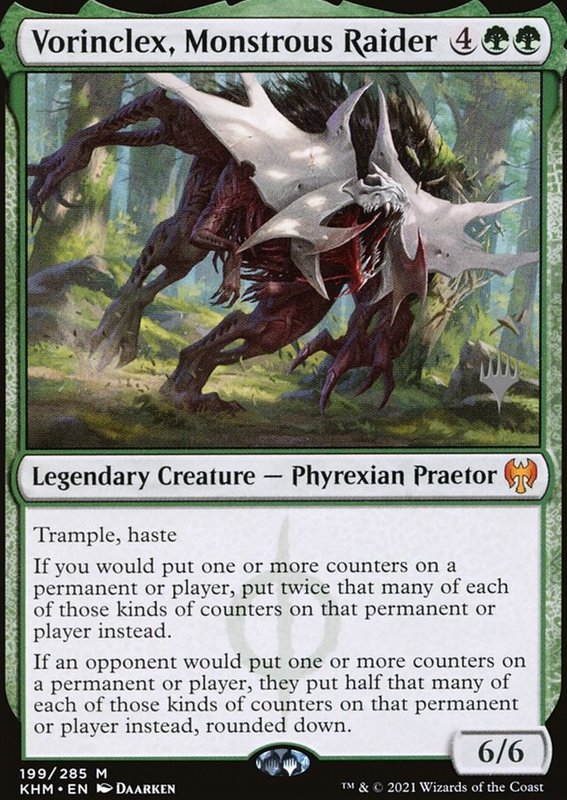 Vorinclex, Monstrous Raider 4
Legendary Creature — Phyrexian Praetor
Trample, haste
If you would put one or more counters on a
permanent or player, put twice that many of each
of those kinds of counters on that permanent or
player instead.
If an opponent would put one or more counters on
a permanent or player, they put half that many of
each of those kinds of counters on that permanent
or player instead, rounded down.
6/6
199/285 M
KHM • EN DAARKEN
™ & © 2021 Wizards of the Coast